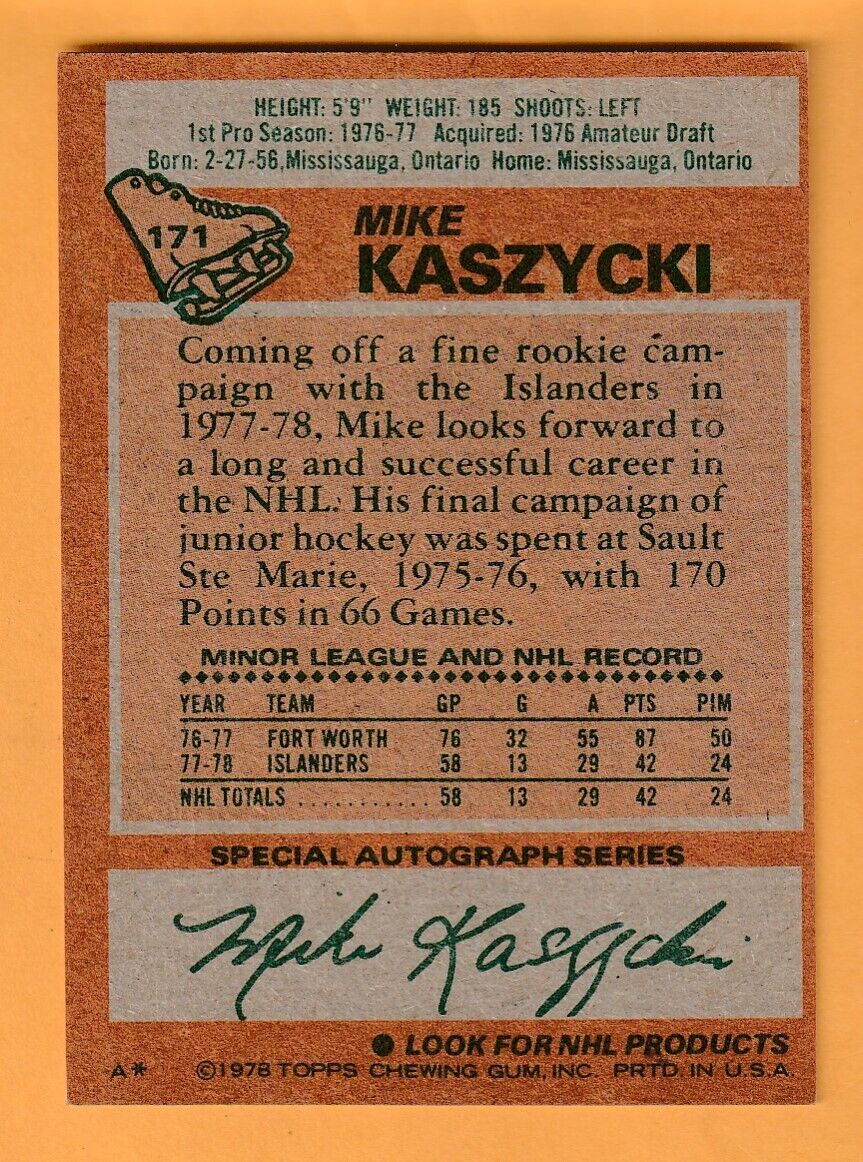 HEIGHT: 5'9" WEIGHT: 185 SHOOTS: LEFT
1st Pro Season: 1976-77 Acquired: 1976 Amateur Draft
Born: 2-27-56, Mississauga, Ontario Home: Mississauga, Ontario
171
MIKE
KASZYCKI
Coming off a fine rookie cam-
paign with the Islanders in
1977-78, Mike looks forward to
a long and successful career in
the NHL. His final campaign of
junior hockey was spent at Sault
Ste Marie, 1975-76, with 170
Points in 66 Games.
MINOR LEAGUE AND NHL RECORD
YEAR TEAM GP G A PTS PIM
76-77 FORT WORTH 76 32 55 87 50
77-78 ISLANDERS 58 13 29 42 24
NHL TOTALS ........... 58 13 29 42 24
SPECIAL AUTOGRAPH SERIES
Mike Kaszycki
LOOK FOR NHL PRODUCTS
A* ©1978 TOPPS CHEWING GUM, INC. PRTD IN U.S.A.